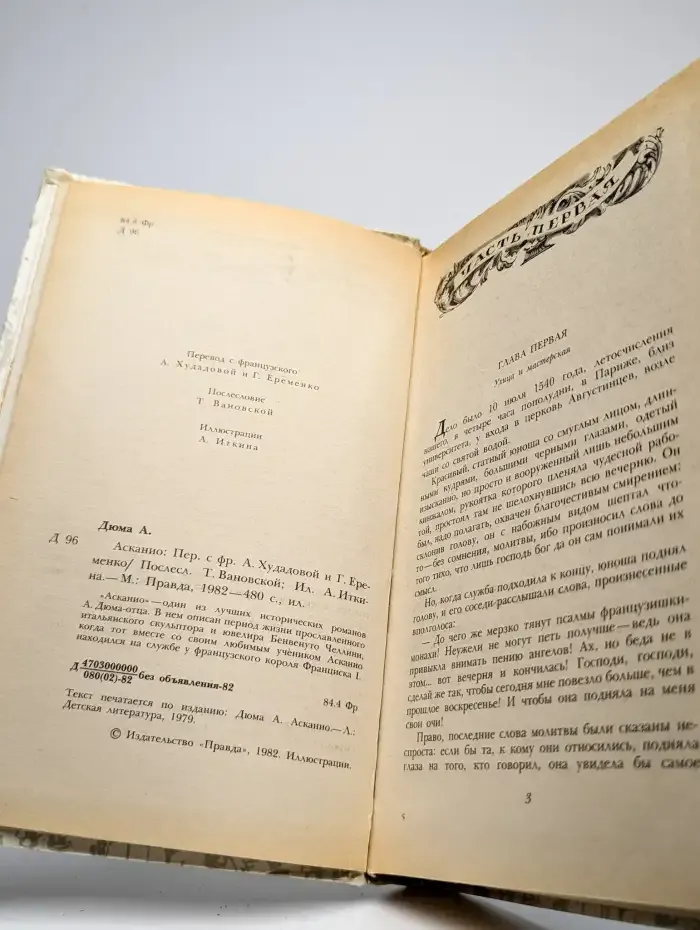 84.4 Фр
Д 96
Перевод с французского
А. Худадовой и Г. Еременко
Послесловие
Т. Вановской
Иллюстрации
А. Иткина
Дюма А.
Д 96
Асканио: Пер. с фр. А. Худадовой и Г. Ере-
менко/ Послесл. Т. Вановской; Ил. А. Итки-
на.— М.: Правда, 1982—480 с., ил.
«Асканио»—один из лучших исторических романов
А. Дюма-отца. В нем описан период жизни прославленного
итальянского скульптора и ювелира Бенвенуто Челлини,
когда тот вместе со своим любимым учеником Асканио
находился на службе у французского короля Франциска I.
Д 4703000000
080(02)-82 без объявления-82
84.4 Фр
Текст печатается по изданию: Дюма А. Асканио.—Л.:
Детская литература, 1979.
© Издательство «Правда», 1982. Иллюстрации.
ЧАСТЬ ПЕРВАЯ
ГЛАВА ПЕРВАЯ
Улица и мастерская
Дело было 10 июля 1540 года, летосчисления
нашего, в четыре часа пополудни, в Париже, близ
университета, у входа в церковь Августинцев, возле
чаши со святой водой.
Красивый, статный юноша со смуглым лицом, длин-
ными кудрями, большими черными глазами, одетый
изысканно, но просто и вооруженный лишь небольшим
кинжалом, рукоятка которого пленяла чудесной рабо-
той, простоял там не шелохнувшись всю вечерню. Он
был, надо полагать, охвачен благочестивым смирением:
склонив голову, он с набожным видом шептал что-
то—без сомнения, молитвы, ибо произносил слова до
того тихо, что лишь господь бог да он сам понимали их
смысл.
Но, когда служба подходила к концу, юноша поднял
голову, и его соседи расслышали слова, произнесенные
вполголоса:
— До чего же мерзко тянут псалмы французишки-
монахи! Неужели не могут петь получше—ведь она
привыкла внимать пению ангелов! Ах, но беда не в
этом... вот вечерня и кончилась! Господи, господи,
сделай же так, чтобы сегодня мне повезло больше, чем в
прошлое воскресенье! И чтобы она подняла на меня
свои очи!
Право, последние слова молитвы были сказаны не-
спроста: если бы та, к кому они относились, подняла
глаза на того, кто говорил, она увидела бы самое
3